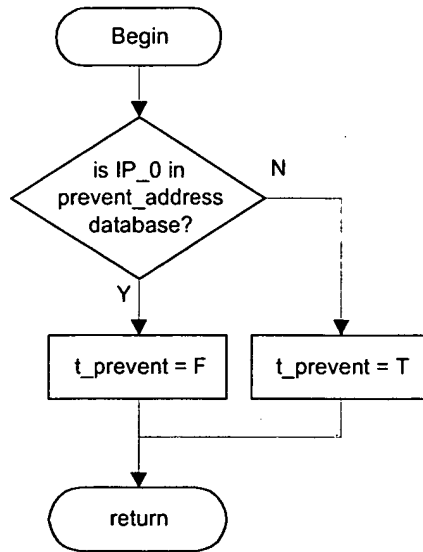 Begin
is IP_0 in
prevent_address
database?
N
Y
t_prevent = F
t_prevent = T
return